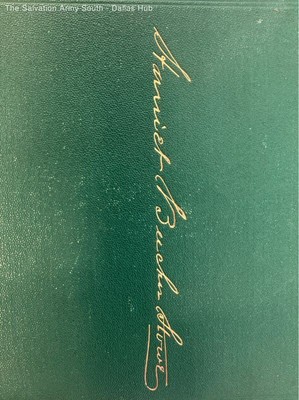 The Salvation Army South - Dallas Hub
Harriet Beecher Stowe